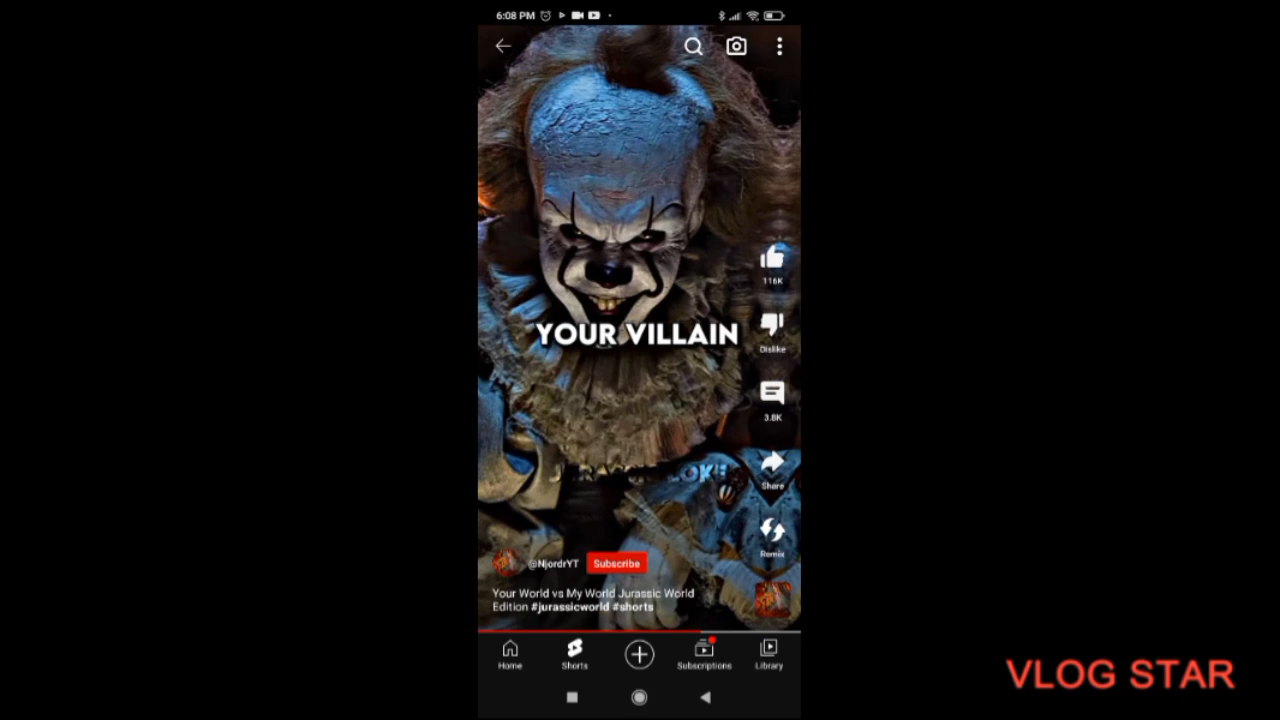 6:08 PM
YOUR VILLAIN
116K
Dislike
3.8K
Share
Remix
@NjordrYT
Subscribe
Your World vs My World Jurassic World
Edition #jurassicworld #shorts
Home
Shorts
Subscriptions
Library
VLOG STAR